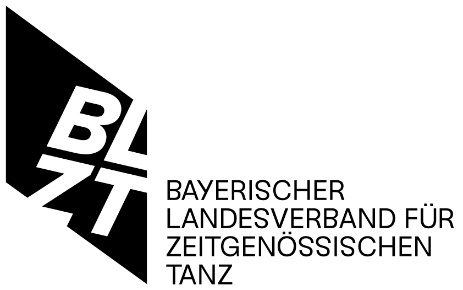 BL
ZT
BAYERISCHER
LANDESVERBAND FÜR
ZEITGENÖSSISCHEN
TANZ